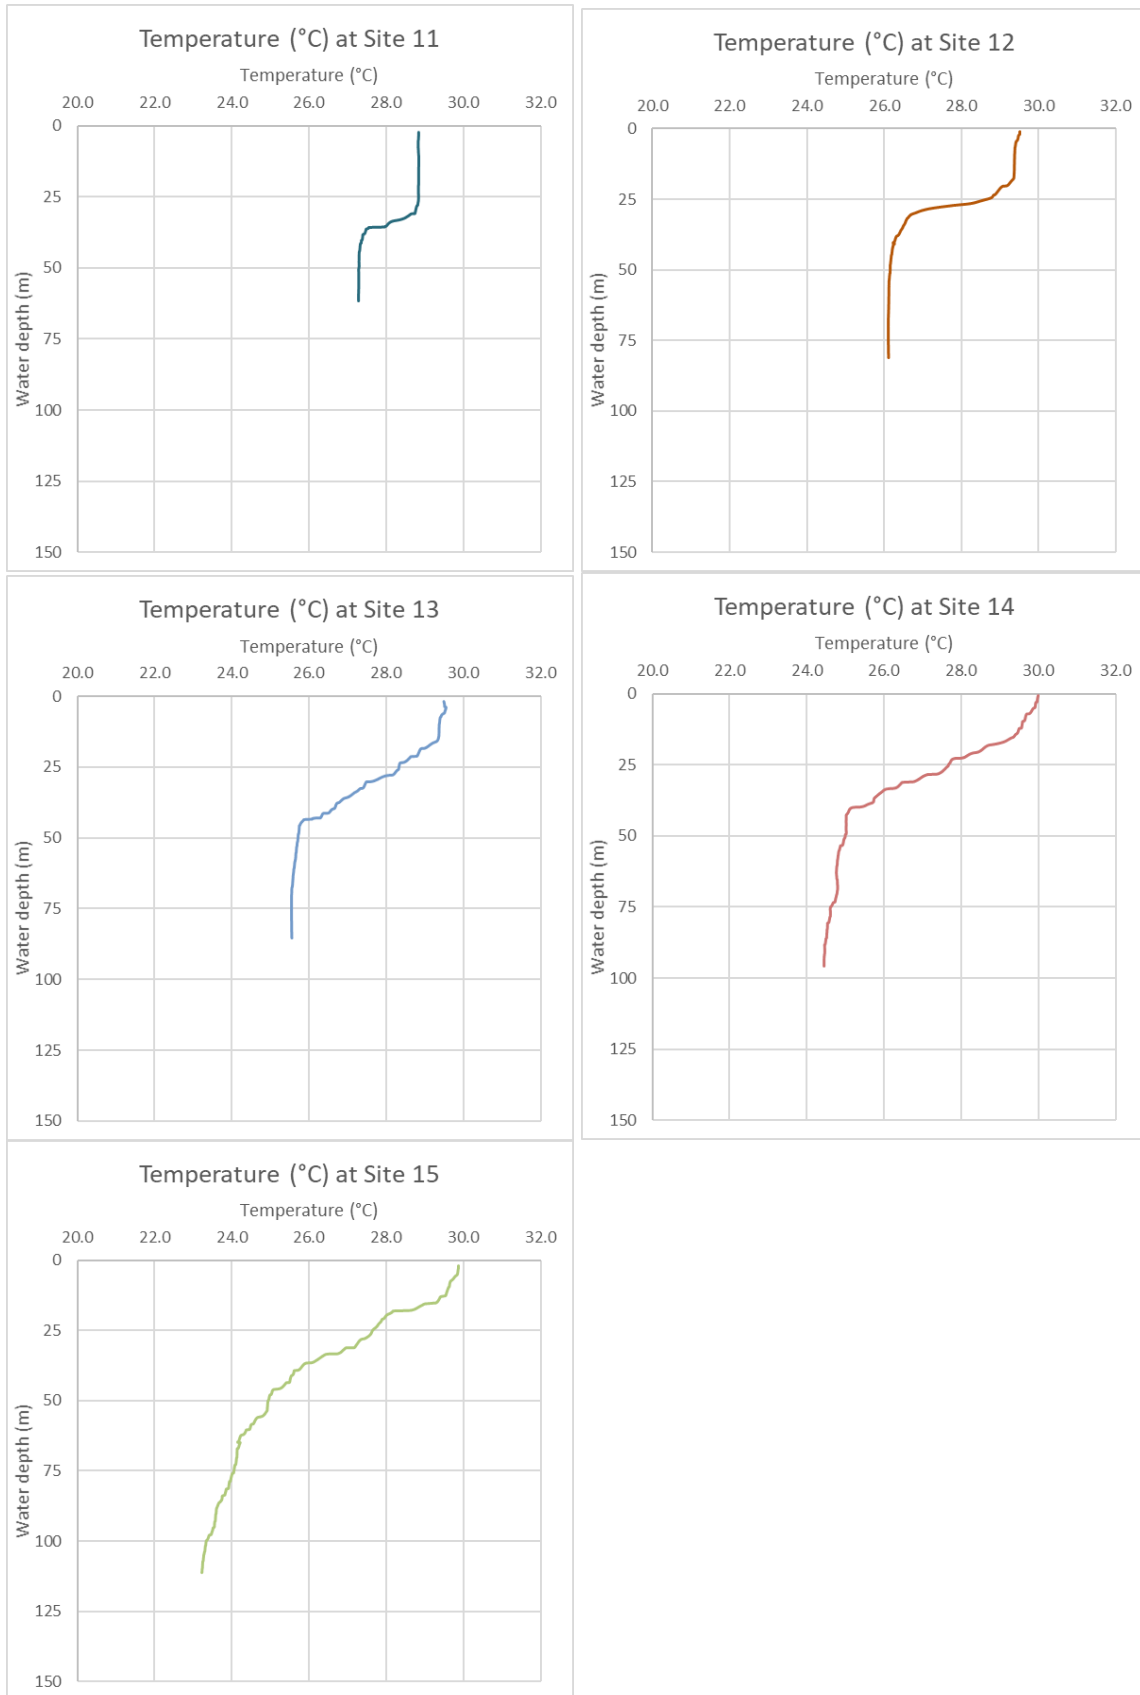 Temperature (°C) at Site 11
Temperature (°C)
20.0 22.0 24.0 26.0 28.0 30.0 32.0
0
25
50
75
100
125
150
Water depth (m)
Temperature (°C) at Site 12
Temperature (°C)
20.0 22.0 24.0 26.0 28.0 30.0 32.0
0
25
50
75
100
125
150
Water depth (m)
Temperature (°C) at Site 13
Temperature (°C)
20.0 22.0 24.0 26.0 28.0 30.0 32.0
0
25
50
75
100
125
150
Water depth (m)
Temperature (°C) at Site 14
Temperature (°C)
20.0 22.0 24.0 26.0 28.0 30.0 32.0
0
25
50
75
100
125
150
Water depth (m)
Temperature (°C) at Site 15
Temperature (°C)
20.0 22.0 24.0 26.0 28.0 30.0 32.0
0
25
50
75
100
125
150
Water depth (m)